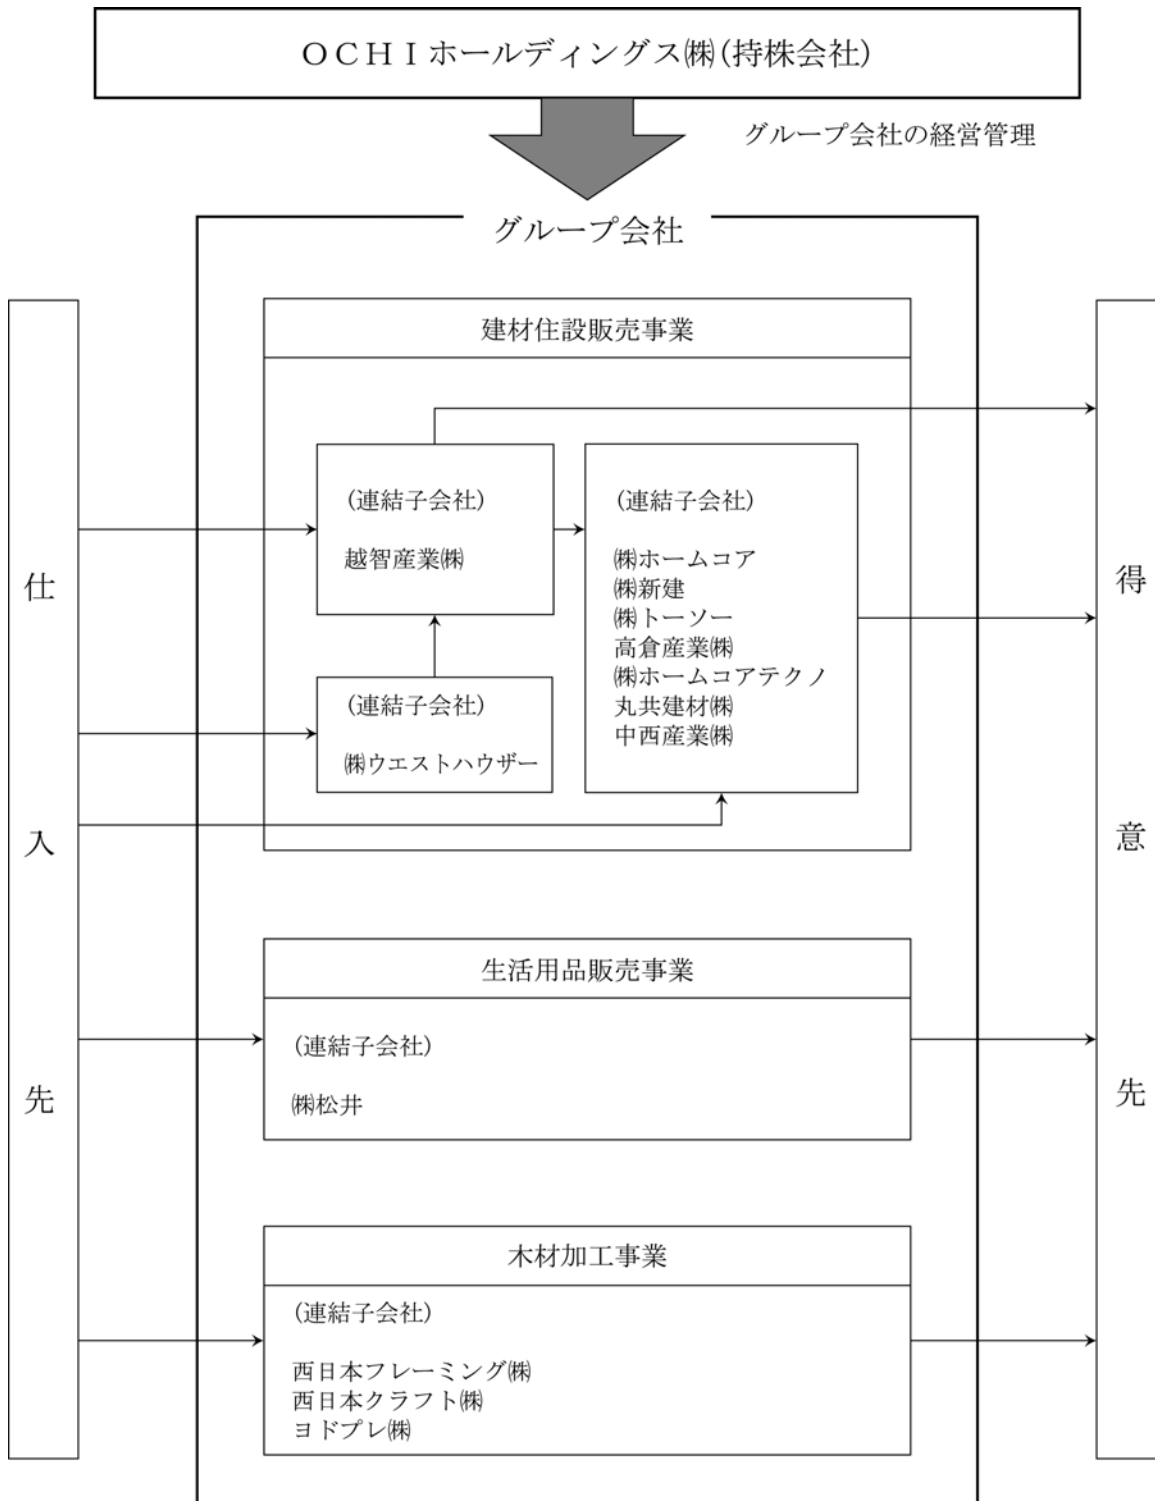 ＯＣＨＩホールディングス㈱(持株会社)
グループ会社の経営管理
グループ会社
仕入先
建材住設販売事業
(連結子会社)
越智産業㈱
(連結子会社)
㈱ウエストハウザー
(連結子会社)
㈱ホームコア
㈱新建
㈱トーソー
高倉産業㈱
㈱ホームコアテクノ
丸共建材㈱
中西産業㈱
生活用品販売事業
(連結子会社)
㈱松井
木材加工事業
(連結子会社)
西日本フレーミング㈱
西日本クラフト㈱
ヨドプレ㈱
得意先